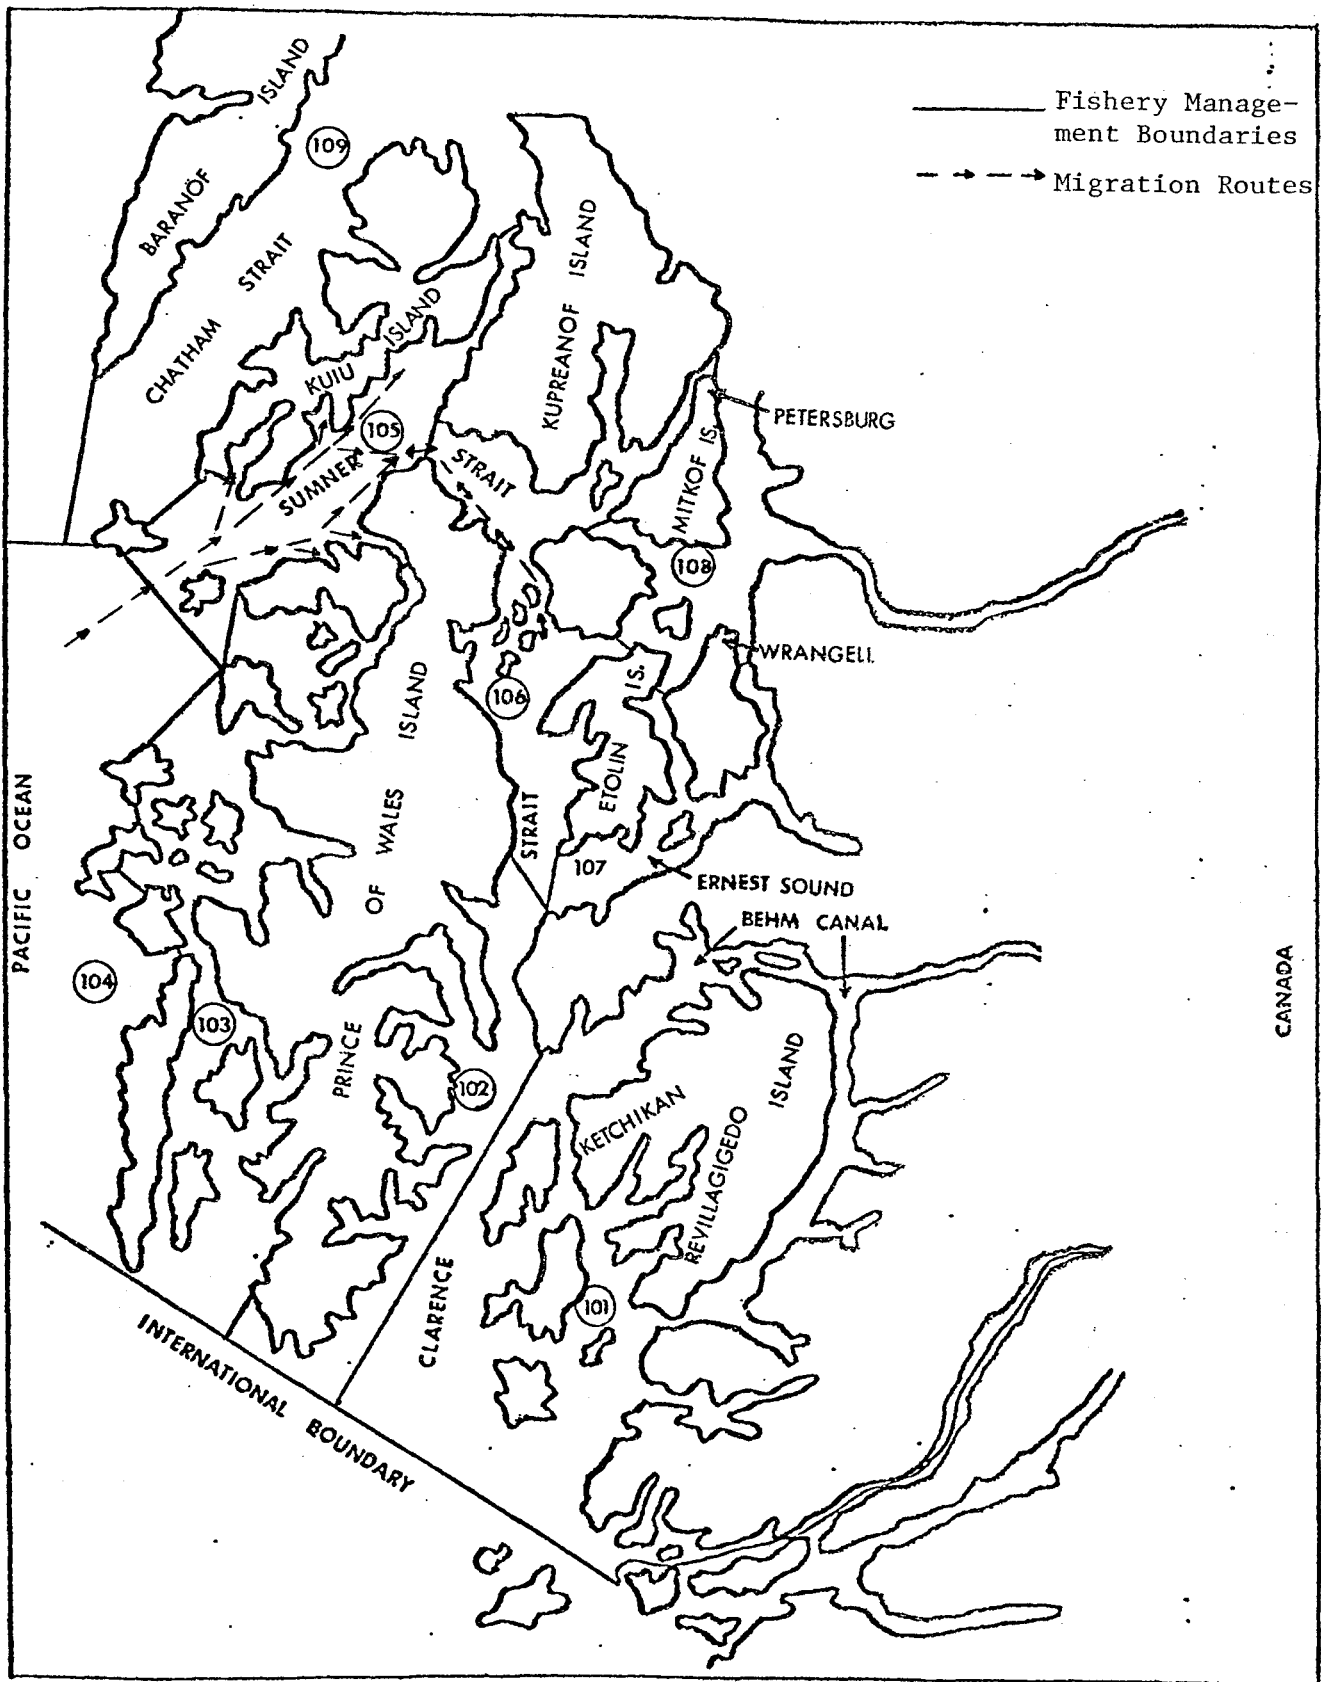 Fishery Manage-
ment Boundaries
Migration Routes
BARANOF ISLAND
109
CHATHAM STRAIT
KUIU ISLAND
KUPREANOF ISLAND
105
SUMNER STRAIT
PETERSBURG
MITKOF IS.
108
WRANGELL
106
ETOLIN IS.
PRINCE OF WALES ISLAND
PACIFIC OCEAN
107
ERNEST SOUND
BEHM CANAL
104
103
102
CANADA
KETCHIKAN
REVILLAGIGEDO ISLAND
101
CLARENCE STRAIT
INTERNATIONAL BOUNDARY